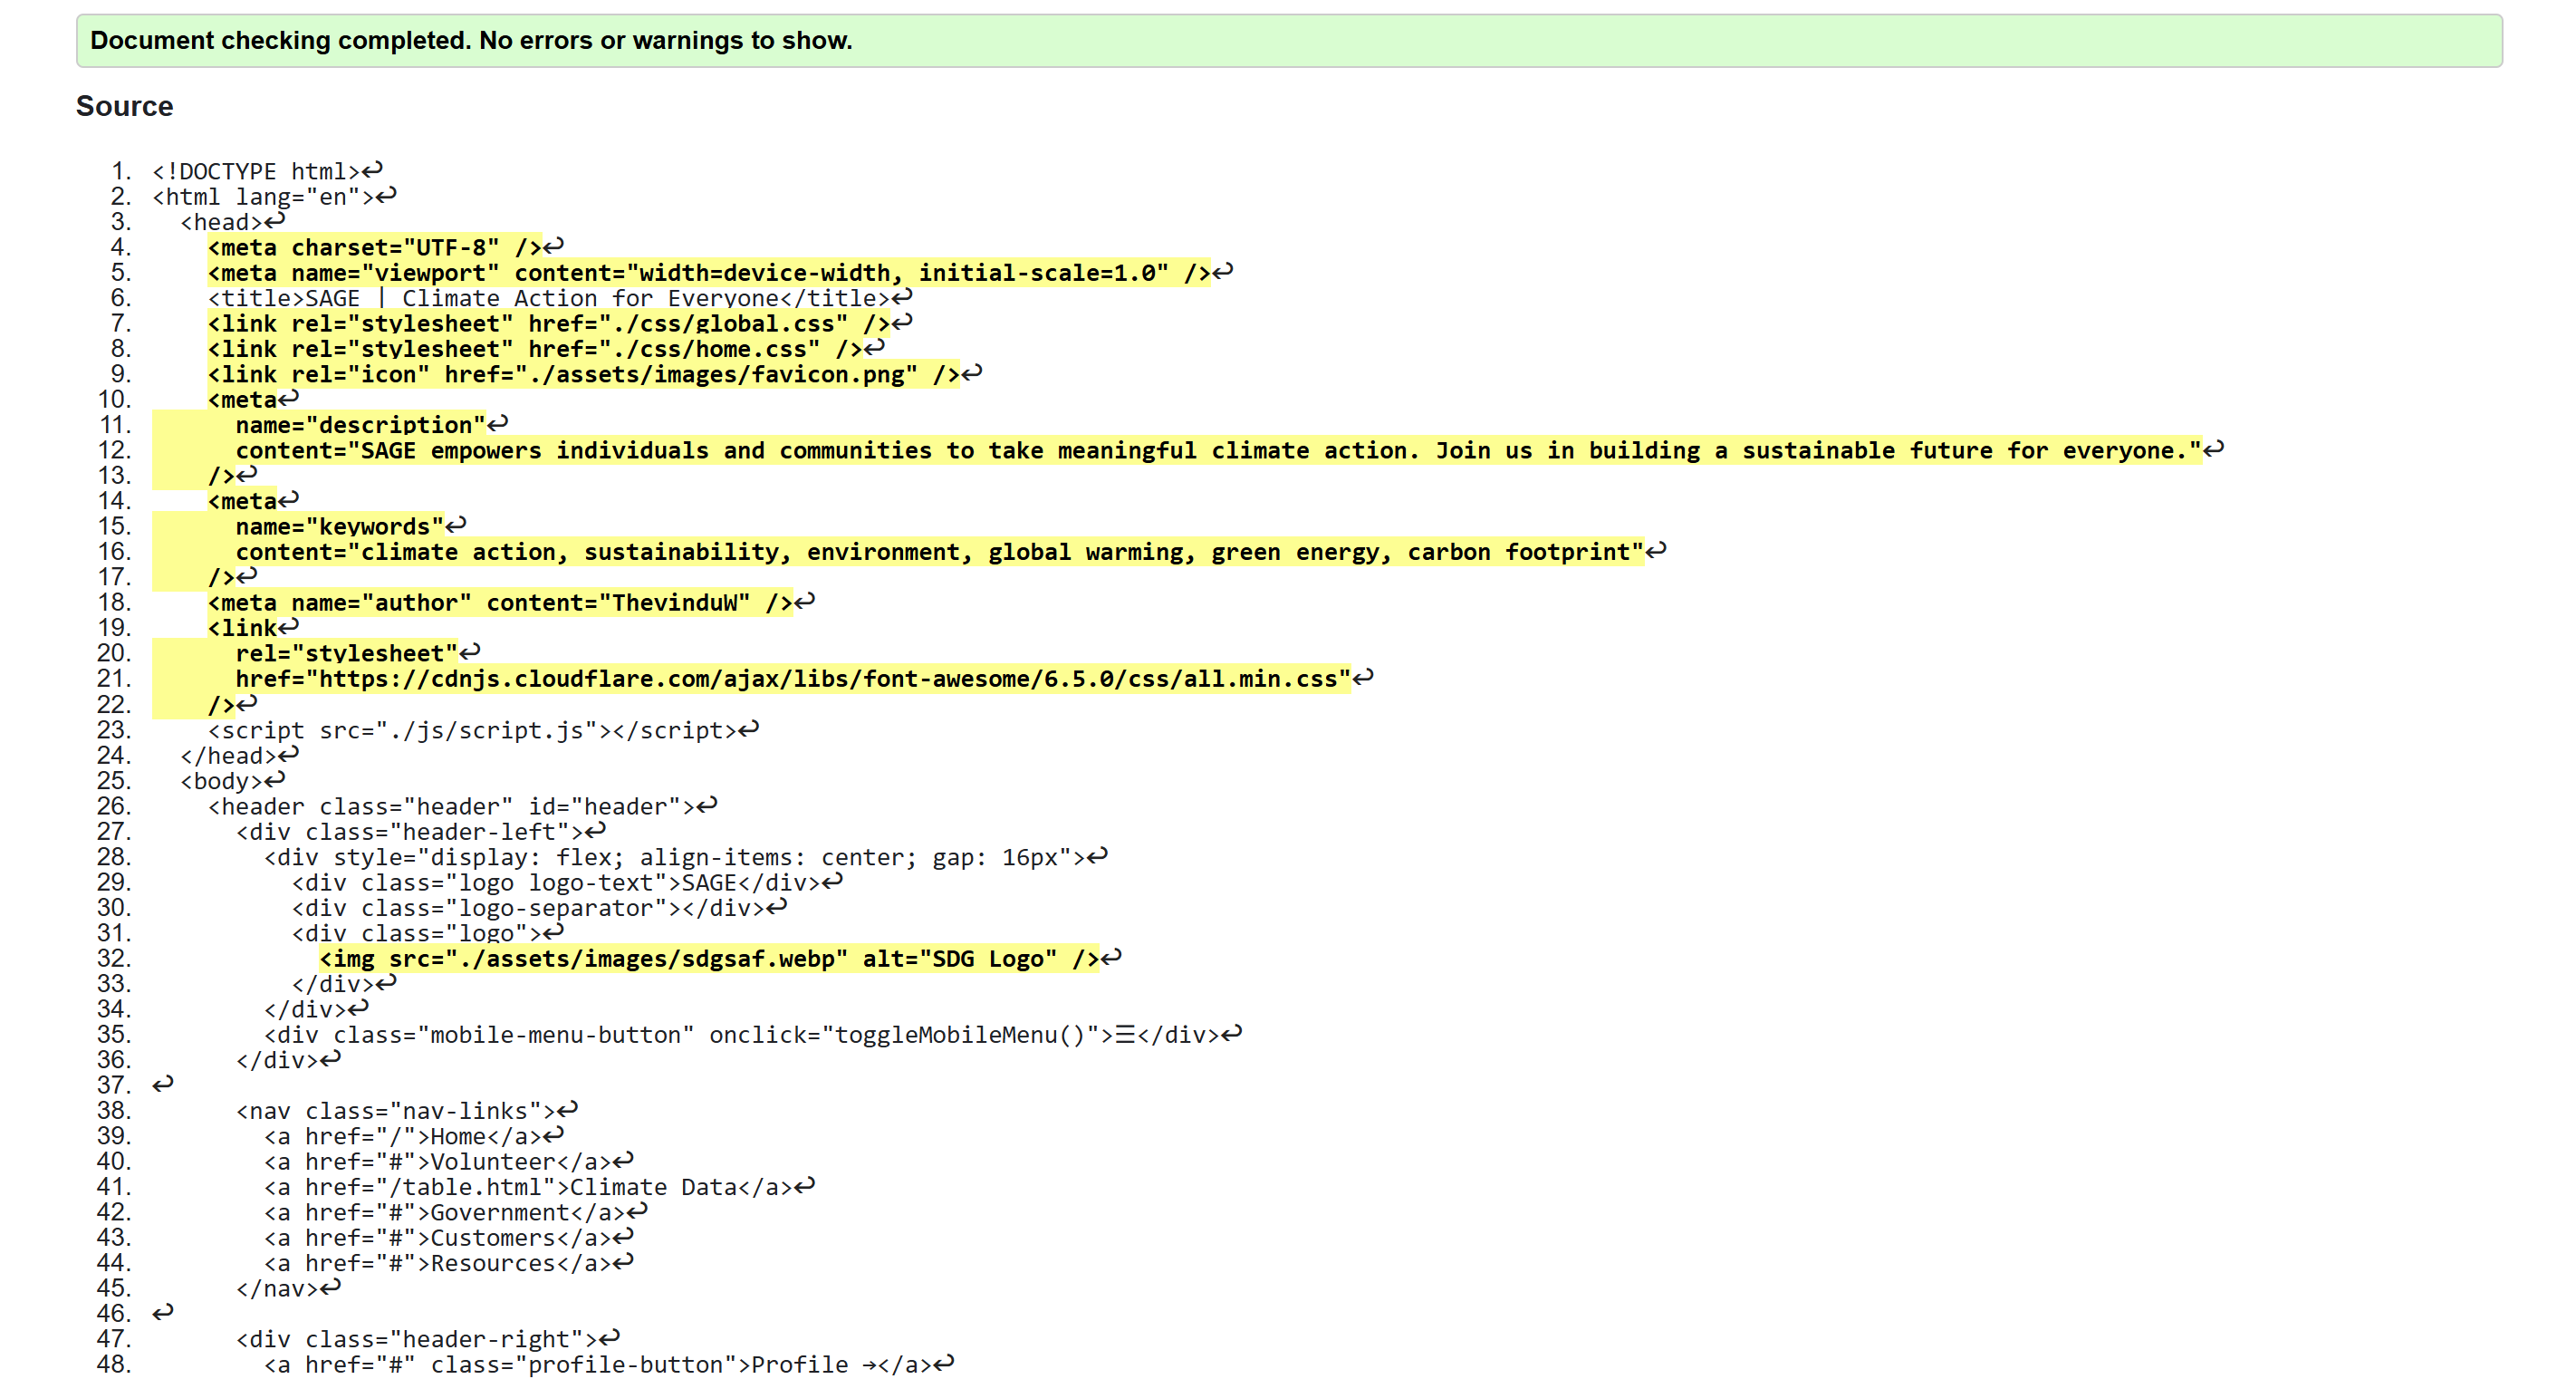 Document checking completed. No errors or warnings to show.
Source
1. <!DOCTYPE html>↩
2. <html lang="en">↩
3.   <head>↩
4.     <meta charset="UTF-8" />↩
5.     <meta name="viewport" content="width=device-width, initial-scale=1.0" />↩
6.     <title>SAGE | Climate Action for Everyone</title>↩
7.     <link rel="stylesheet" href="./css/global.css" />↩
8.     <link rel="stylesheet" href="./css/home.css" />↩
9.     <link rel="icon" href="./assets/images/favicon.png" />↩
10.     <meta↩
11.       name="description"↩
12.       content="SAGE empowers individuals and communities to take meaningful climate action. Join us in building a sustainable future for everyone."↩
13.     />↩
14.     <meta↩
15.       name="keywords"↩
16.       content="climate action, sustainability, environment, global warming, green energy, carbon footprint"↩
17.     />↩
18.     <meta name="author" content="ThevinduW" />↩
19.     <link↩
20.       rel="stylesheet"↩
21.       href="https://cdnjs.cloudflare.com/ajax/libs/font-awesome/6.5.0/css/all.min.css"↩
22.     />↩
23.     <script src="./js/script.js"></script>↩
24.   </head>↩
25.   <body>↩
26.     <header class="header" id="header">↩
27.       <div class="header-left">↩
28.         <div style="display: flex; align-items: center; gap: 16px">↩
29.           <div class="logo logo-text">SAGE</div>↩
30.           <div class="logo-separator"></div>↩
31.           <div class="logo">↩
32.             <img src="./assets/images/sdgsaf.webp" alt="SDG Logo" />↩
33.           </div>↩
34.         </div>↩
35.         <div class="mobile-menu-button" onclick="toggleMobileMenu()">☰</div>↩
36.       </div>↩
37. ↩
38.       <nav class="nav-links">↩
39.         <a href="/">Home</a>↩
40.         <a href="#">Volunteer</a>↩
41.         <a href="/table.html">Climate Data</a>↩
42.         <a href="#">Government</a>↩
43.         <a href="#">Customers</a>↩
44.         <a href="#">Resources</a>↩
45.       </nav>↩
46. ↩
47.       <div class="header-right">↩
48.         <a href="#" class="profile-button">Profile →</a>↩